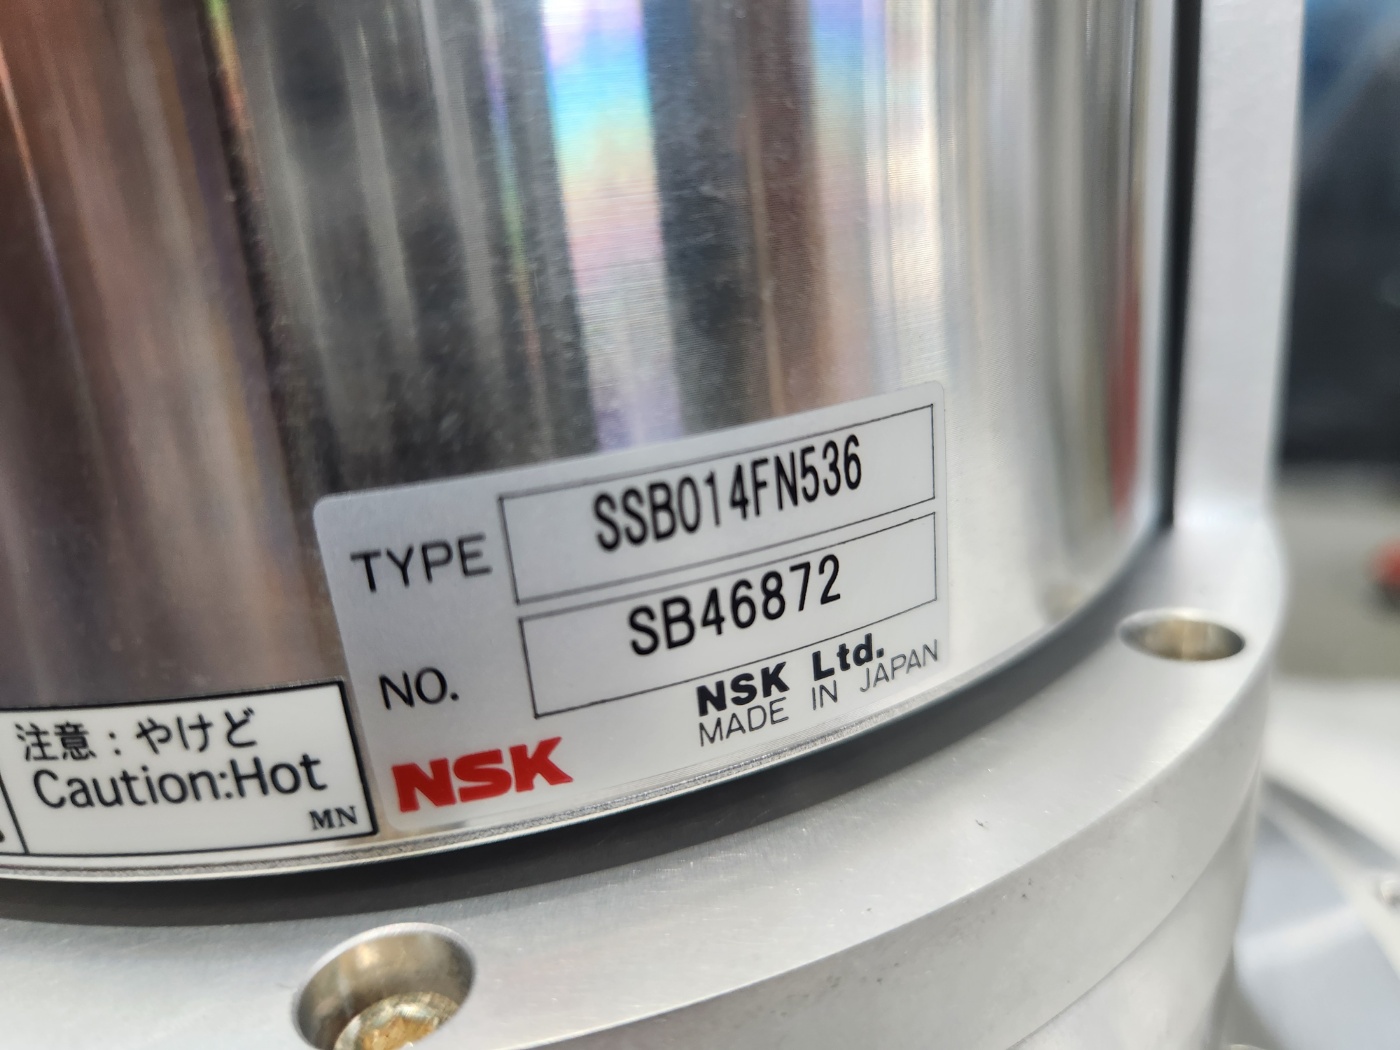 TYPE SSB014FN536
NO. SB46872
NSK Ltd.
MADE IN JAPAN
NSK
注意：やけど
Caution:Hot
MN